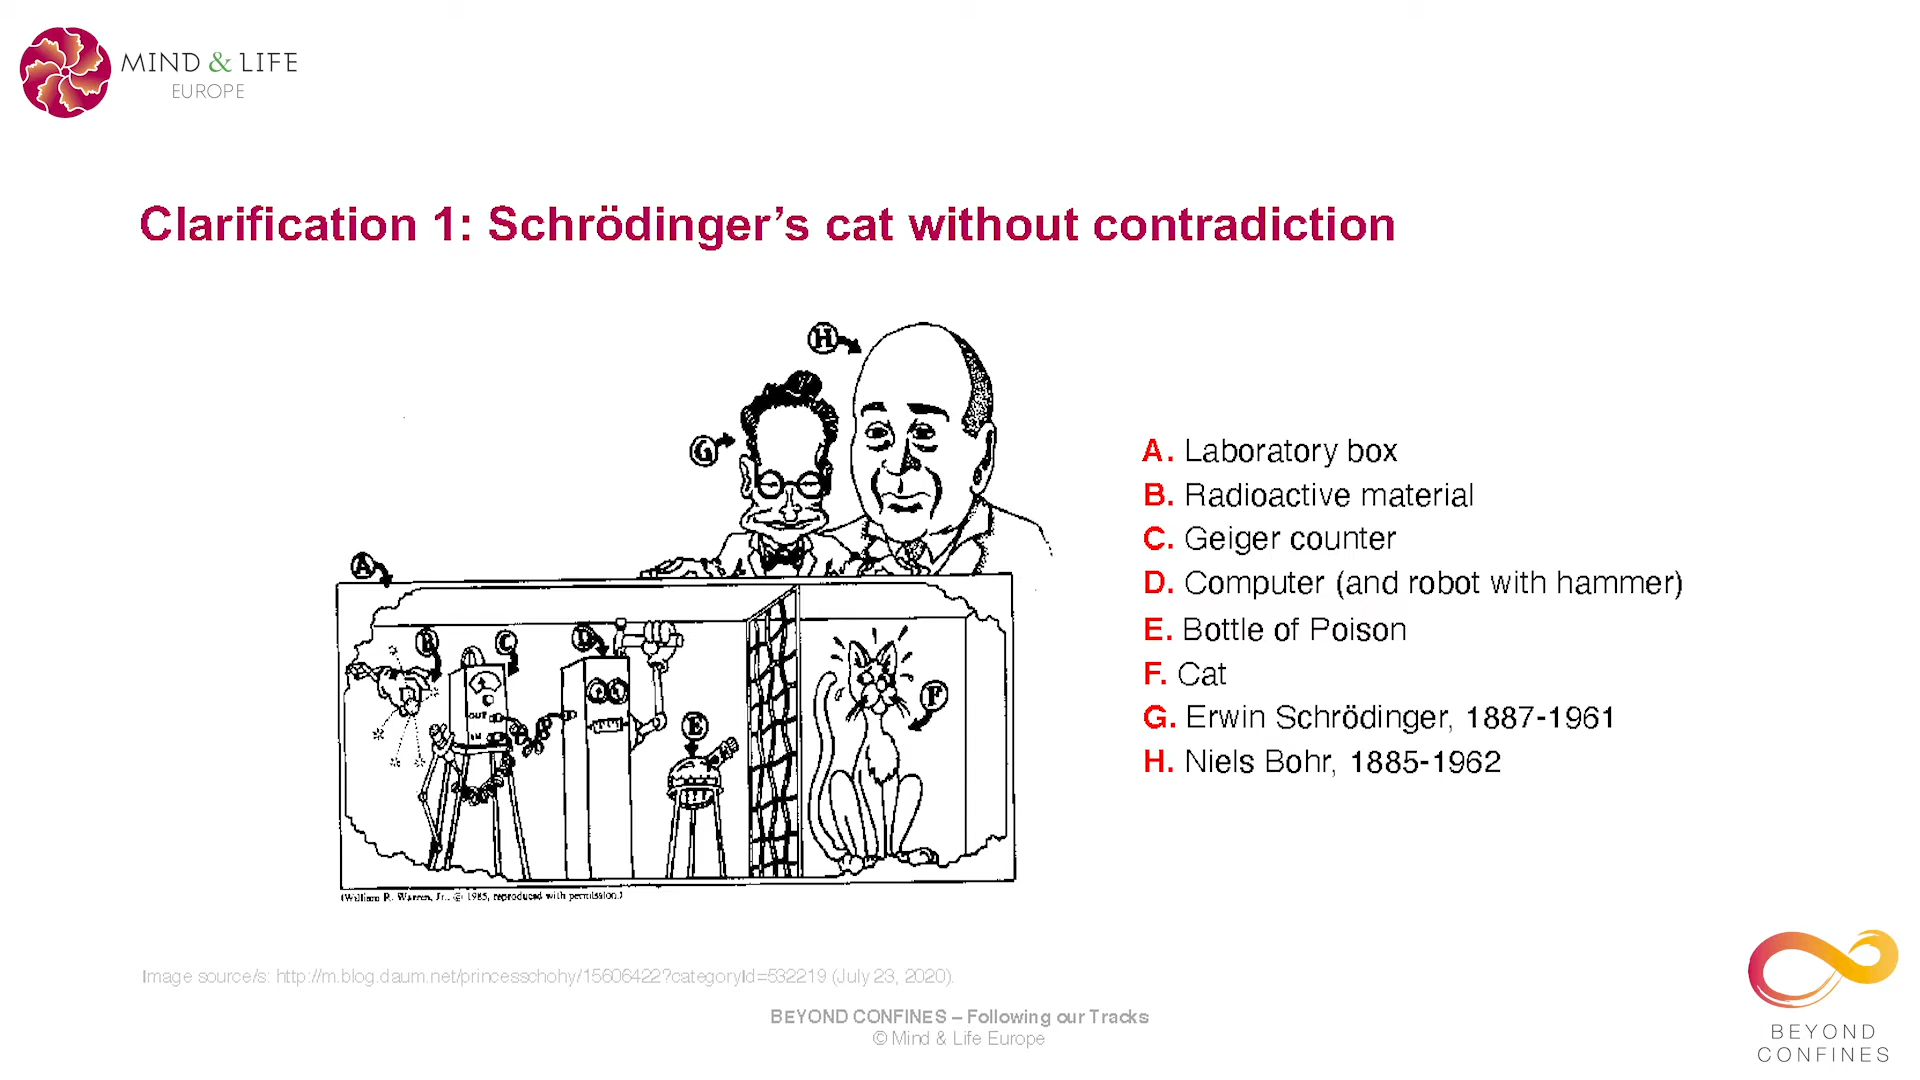 MIND & LIFE
EUROPE
Clarification 1: Schrödinger's cat without contradiction
H
G
A
B
C
D
E
F
OUT
IN
(William R. Warren, Jr., © 1985, reproduced with permission.)
A. Laboratory box
B. Radioactive material
C. Geiger counter
D. Computer (and robot with hammer)
E. Bottle of Poison
F. Cat
G. Erwin Schrödinger, 1887-1961
H. Niels Bohr, 1885-1962
Image source/s: http://m.blog.daum.net/princesschohy/15606422?categoryId=532219 (July 23, 2020).
BEYOND CONFINES – Following our Tracks
© Mind & Life Europe
BEYOND
CONFINES